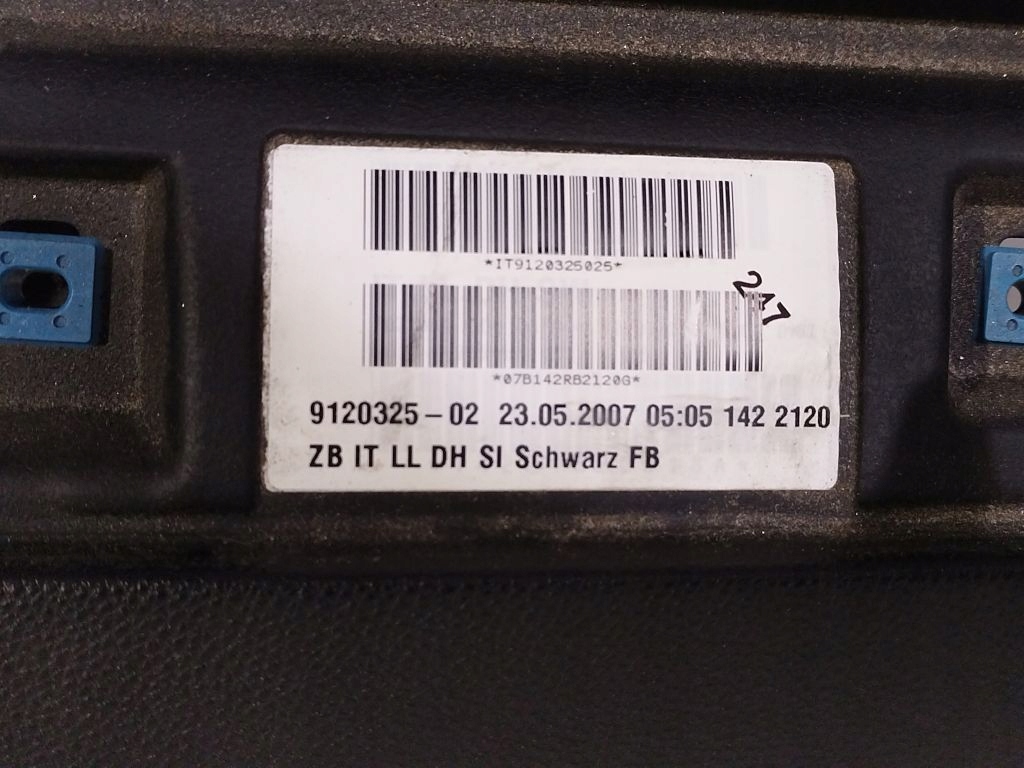 *IT9120325025*
247
*07B142RB2120G*
9120325-02 23.05.2007 05:05 142 2120
ZB IT LL DH SI Schwarz FB